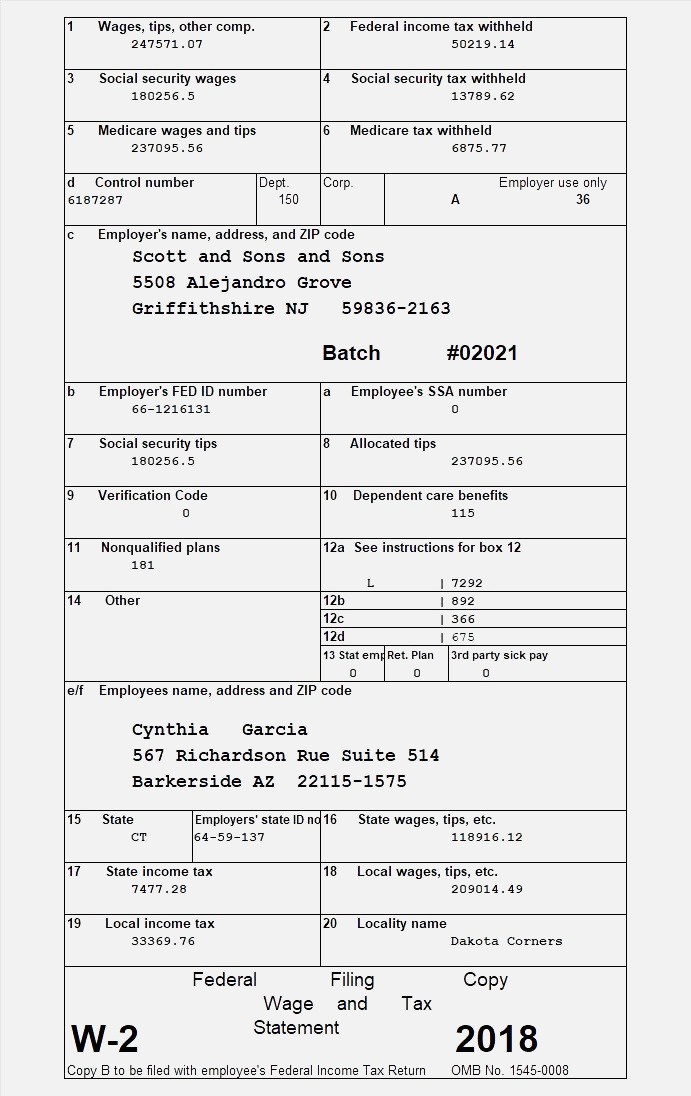 1 Wages, tips, other comp. 2 Federal income tax withheld
247571.07 50219.14
3 Social security wages 4 Social security tax withheld
180256.5 13789.62
5 Medicare wages and tips 6 Medicare tax withheld
237095.56 6875.77
d Control number Dept. Corp. Employer use only
6187287 150 A 36
c Employer's name, address, and ZIP code
Scott and Sons and Sons
5508 Alejandro Grove
Griffithshire NJ 59836-2163
Batch #02021
b Employer's FED ID number a Employee's SSA number
66-1216131 0
7 Social security tips 8 Allocated tips
180256.5 237095.56
9 Verification Code 10 Dependent care benefits
0 115
11 Nonqualified plans 12a See instructions for box 12
181
L | 7292
14 Other 12b | 892
12c | 366
12d | 675
13 Stat emp Ret. Plan 3rd party sick pay
0 0 0
e/f Employees name, address and ZIP code
Cynthia Garcia
567 Richardson Rue Suite 514
Barkerside AZ 22115-1575
15 State Employers' state ID no 16 State wages, tips, etc.
CT 64-59-137 118916.12
17 State income tax 18 Local wages, tips, etc.
7477.28 209014.49
19 Local income tax 20 Locality name
33369.76 Dakota Corners
Federal Filing Copy
Wage and Tax
Statement
W-2 2018
Copy B to be filed with employee's Federal Income Tax Return OMB No. 1545-0008